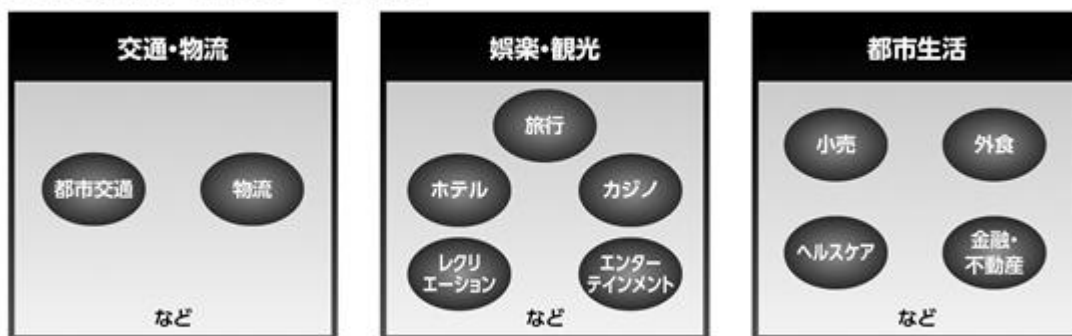 交通・物流
都市交通
物流
など
娯楽・観光
旅行
ホテル
カジノ
レクリ
エーション
エンター
テインメント
など
都市生活
小売
外食
ヘルスケア
金融・
不動産
など